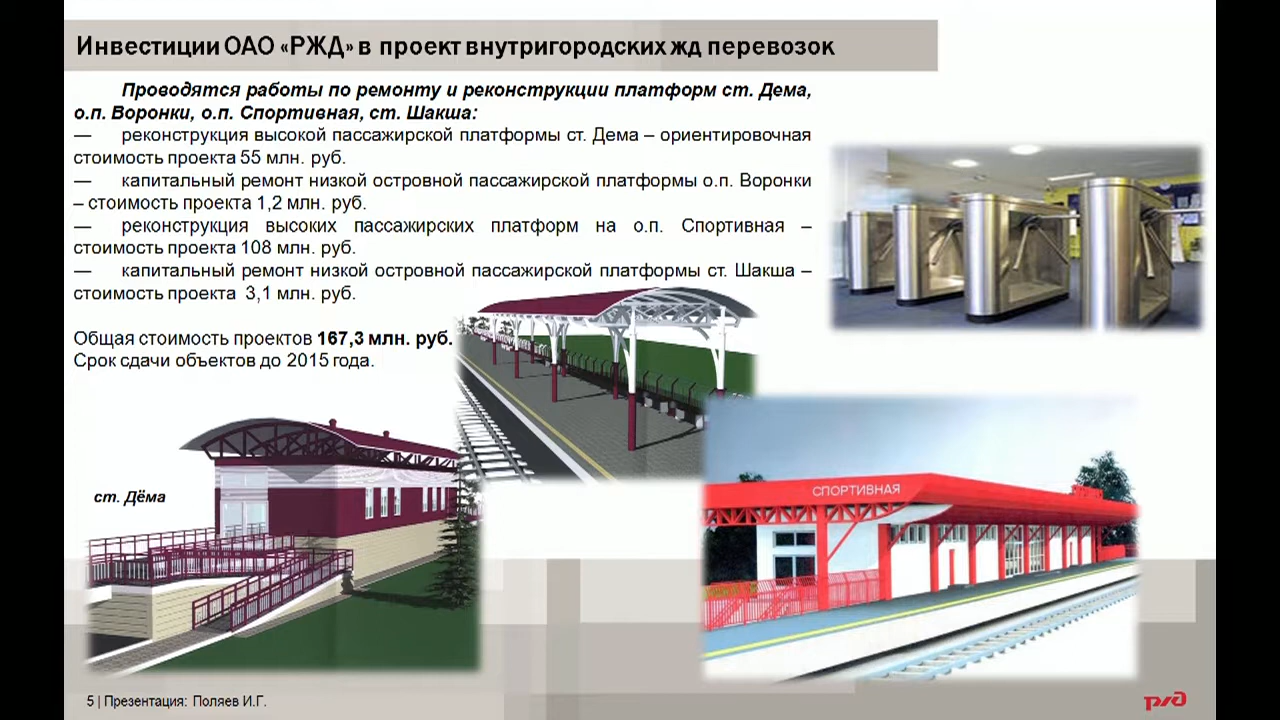 Инвестиции ОАО «РЖД» в проект внутригородских жд перевозок
Проводятся работы по ремонту и реконструкции платформ ст. Дема,
о.п. Воронки, о.п. Спортивная, ст. Шакша:
— реконструкция высокой пассажирской платформы ст. Дема – ориентировочная
стоимость проекта 55 млн. руб.
— капитальный ремонт низкой островной пассажирской платформы о.п. Воронки
– стоимость проекта 1,2 млн. руб.
— реконструкция высоких пассажирских платформ на о.п. Спортивная –
стоимость проекта 108 млн. руб.
— капитальный ремонт низкой островной пассажирской платформы ст. Шакша –
стоимость проекта 3,1 млн. руб.
Общая стоимость проектов 167,3 млн. руб.
Срок сдачи объектов до 2015 года.
ст. Дёма
СПОРТИВНАЯ
5 | Презентация: Поляев И.Г.
ржд